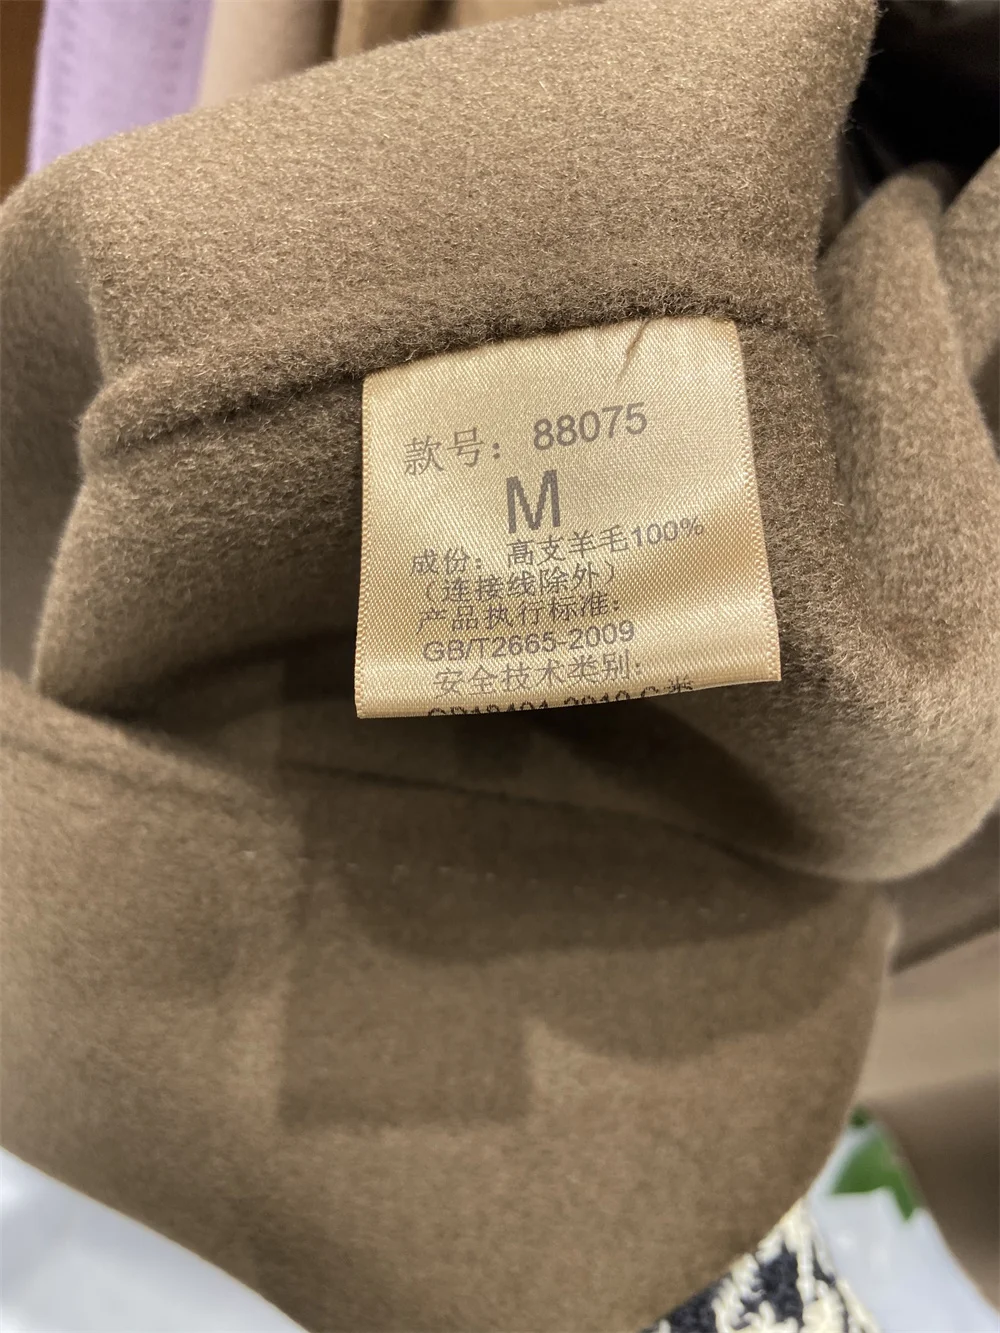 款号：88075
M
成份：高支羊毛100%
（连接线除外）
产品执行标准：
GB/T2665-2009
安全技术类别：